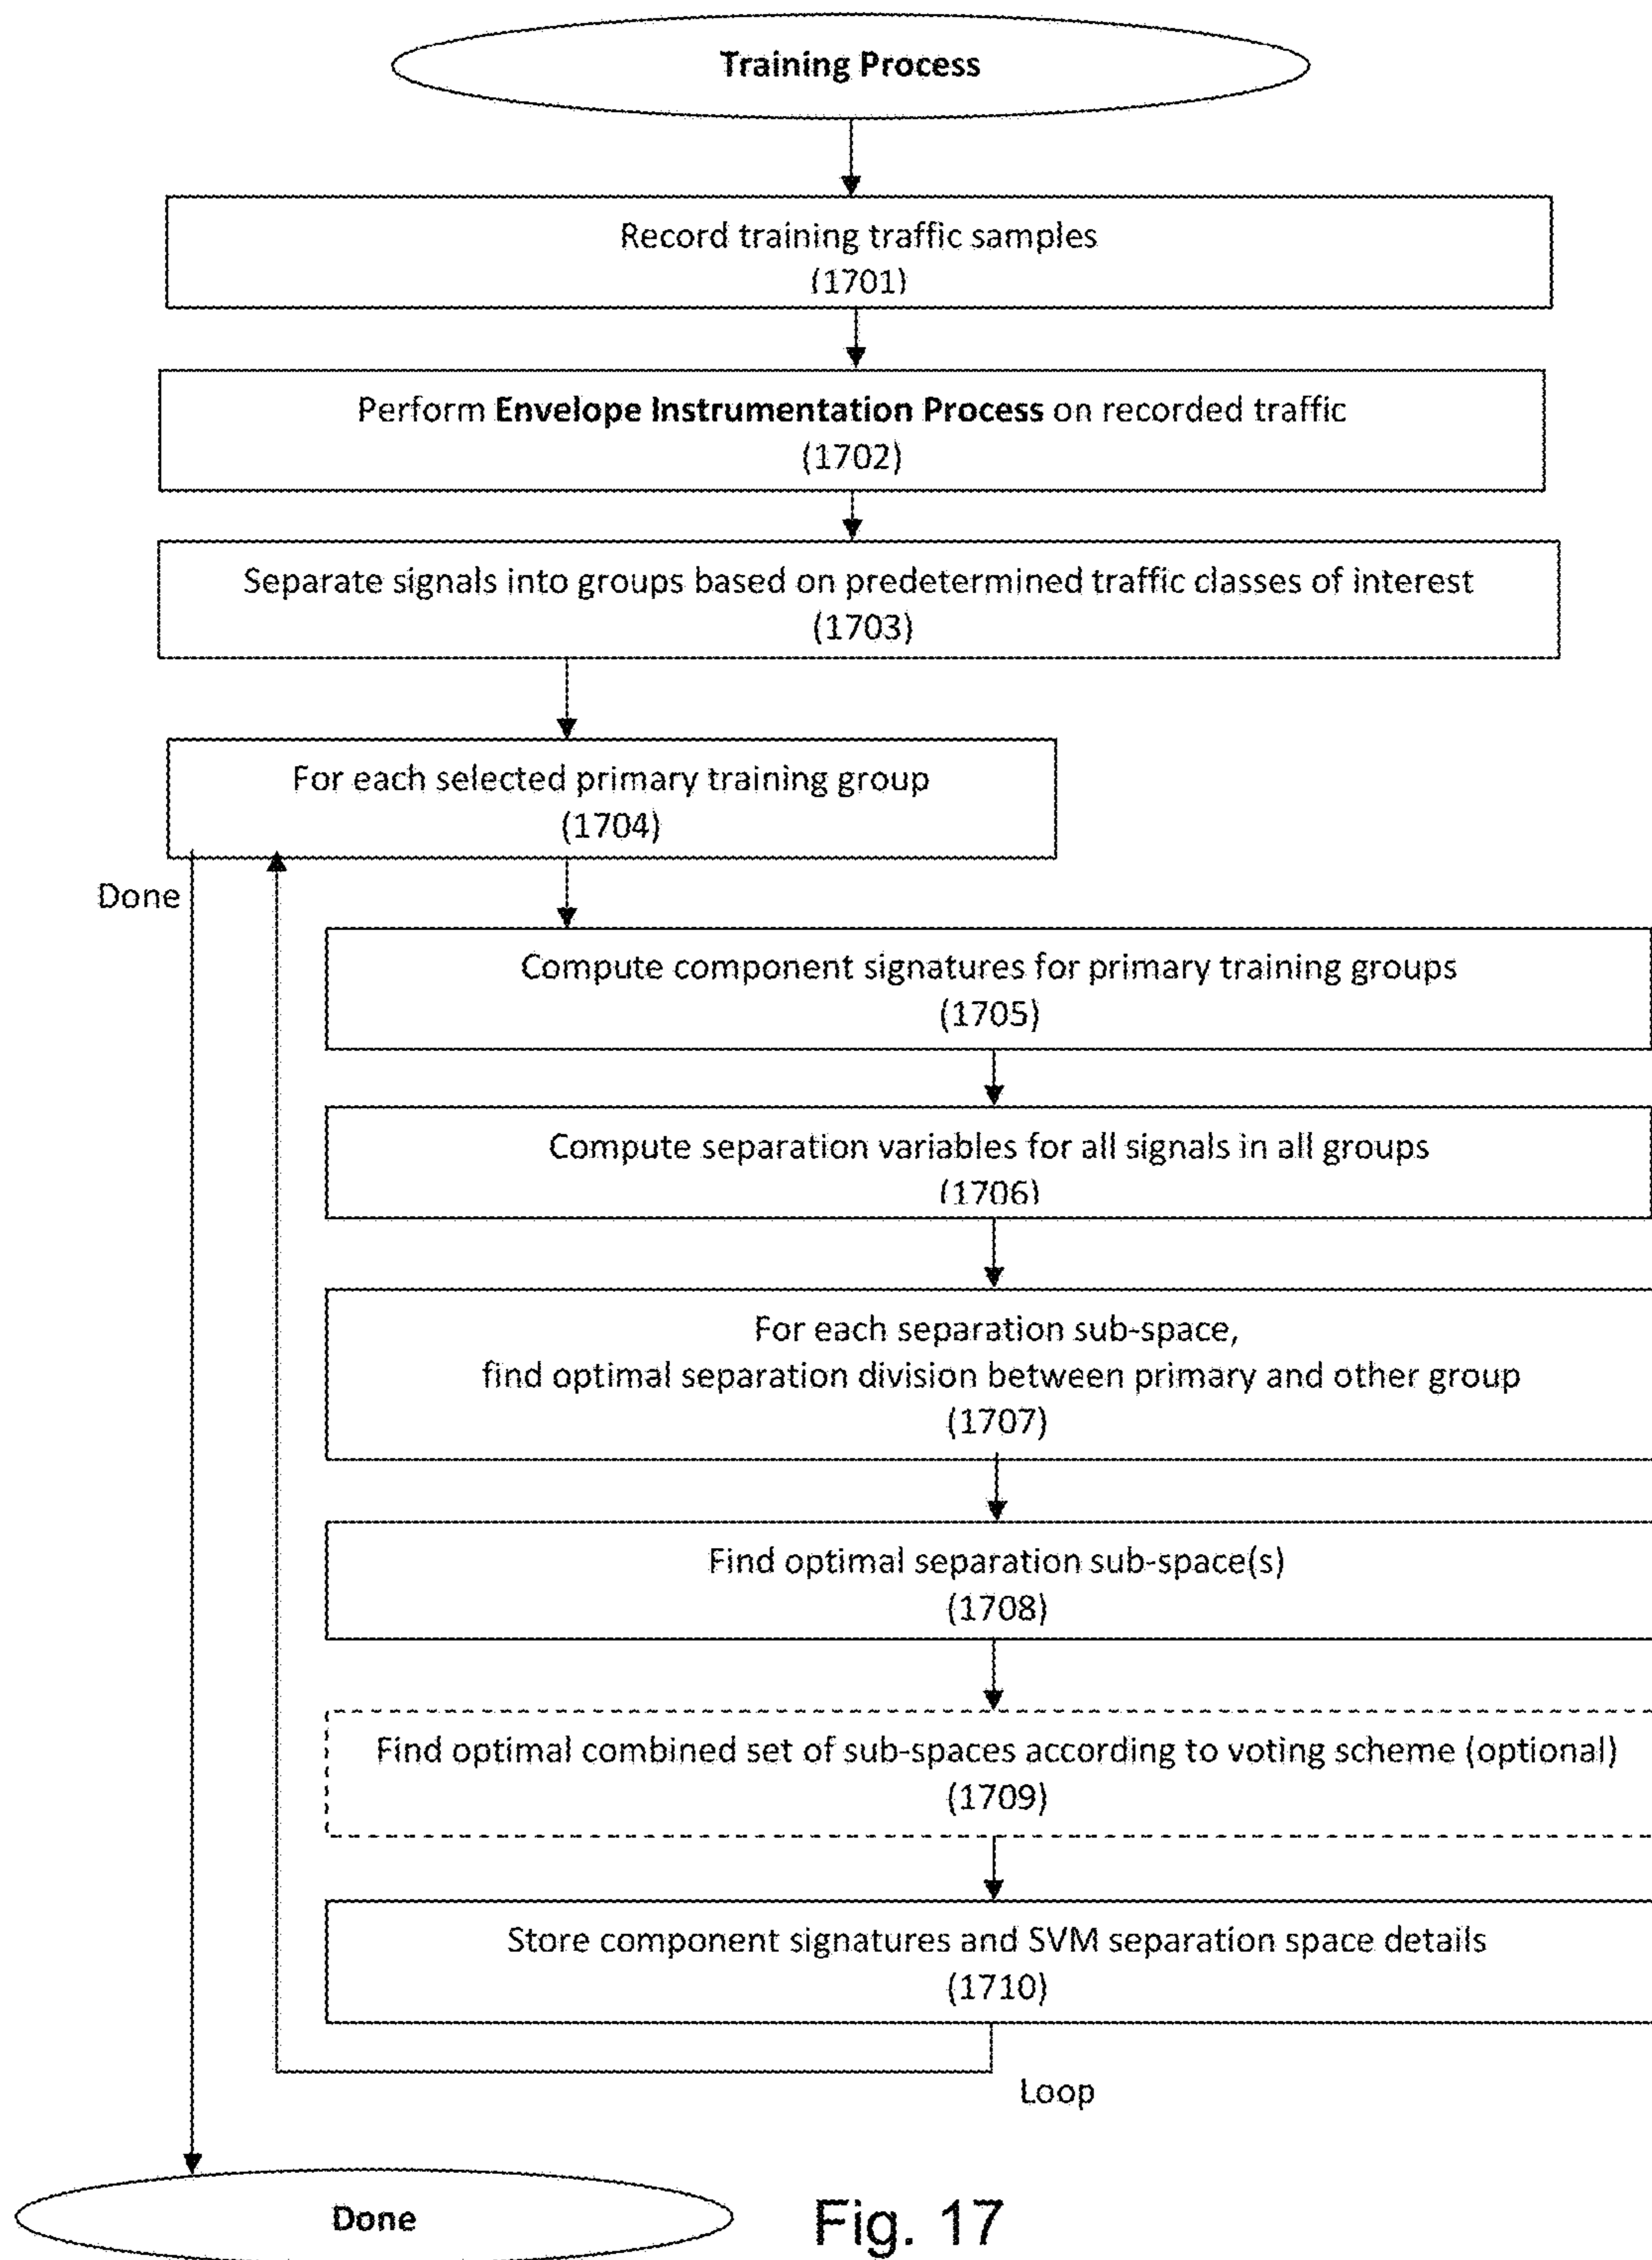 Training Process
Record training traffic samples
(1701)
Perform Envelope Instrumentation Process on recorded traffic
(1702)
Separate signals into groups based on predetermined traffic classes of interest
(1703)
For each selected primary training group
(1704)
Done
Compute component signatures for primary training groups
(1705)
Compute separation variables for all signals in all groups
(1706)
For each separation sub-space,
find optimal separation division between primary and other group
(1707)
Find optimal separation sub-space(s)
(1708)
Find optimal combined set of sub-spaces according to voting scheme (optional)
(1709)
Store component signatures and SVM separation space details
(1710)
Loop
Done
Fig. 17